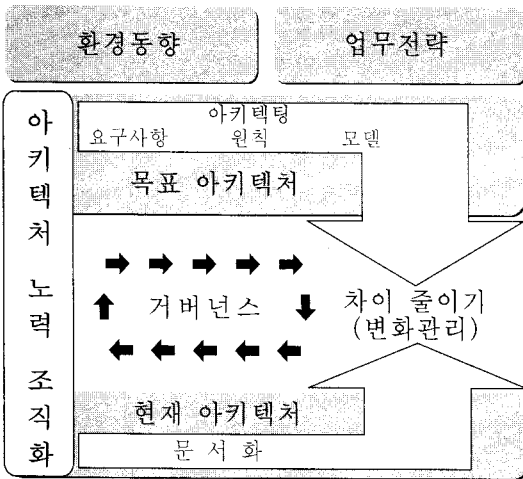 환경동향
업무전략
아키텍처 노력 조직화
아키텍팅
요구사항 원칙 모델
목표 아키텍처
거버넌스
차이 줄이기
(변화관리)
현재 아키텍처
문서화